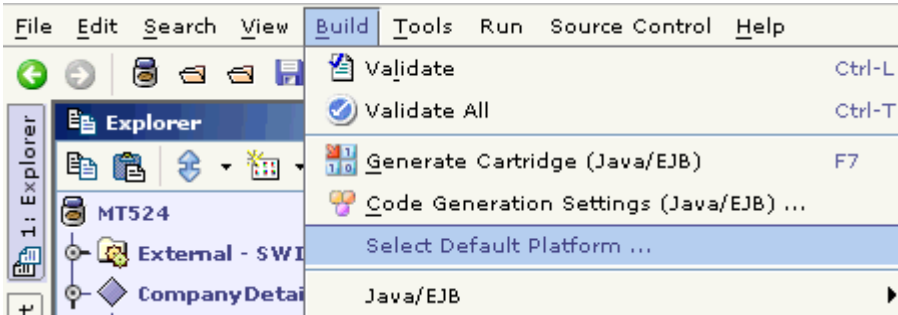 File Edit Search View Build Tools Run Source Control Help
Validate Ctrl-L
Validate All Ctrl-T
1: Explorer
Explorer
Generate Cartridge (Java/EJB) F7
MT524
Code Generation Settings (Java/EJB) ...
External - SWI
Select Default Platform ...
CompanyDetai
Java/EJB